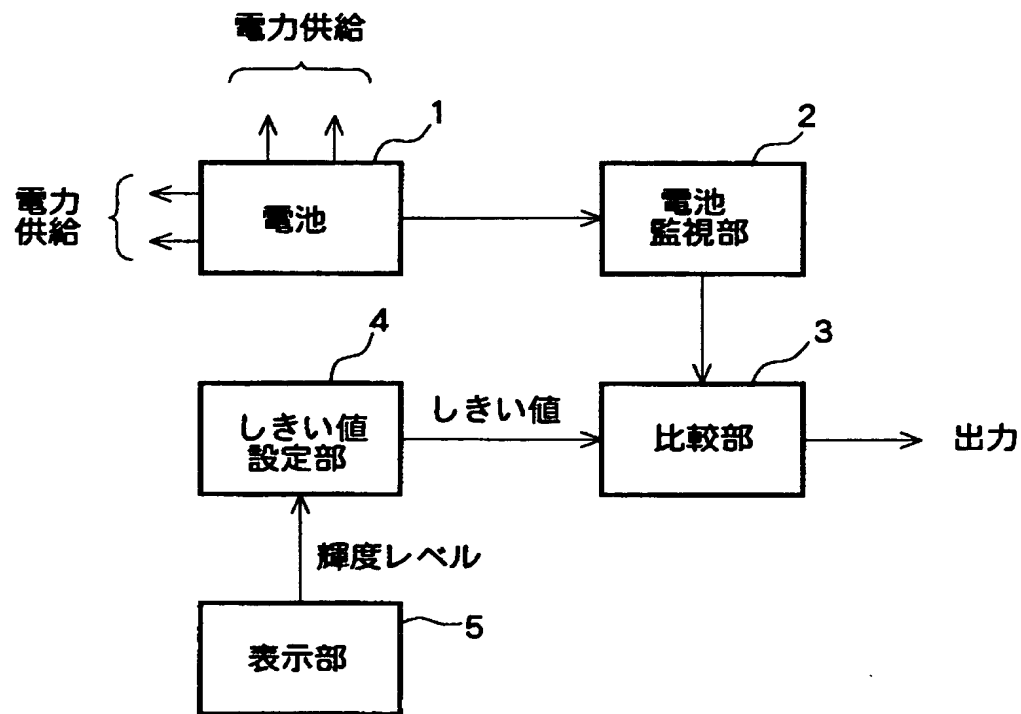 電力供給
1
2
電力
供給
電池
電池
監視部
4
3
しきい値
設定部
しきい値
比較部
出力
輝度レベル
5
表示部